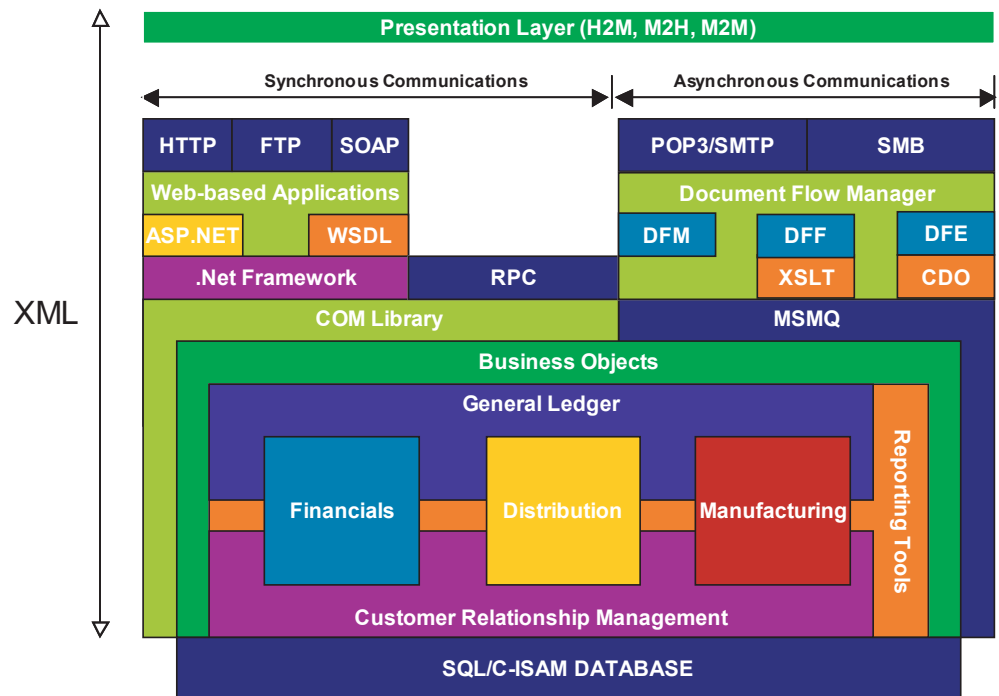 Presentation Layer (H2M, M2H, M2M)
Synchronous Communications
Asynchronous Communications
HTTP
FTP
SOAP
POP3/SMTP
SMB
Web-based Applications
Document Flow Manager
ASP.NET
WSDL
DFM
DFF
DFE
.Net Framework
RPC
XSLT
CDO
XML
COM Library
MSMQ
Business Objects
General Ledger
Reporting Tools
Financials
Distribution
Manufacturing
Customer Relationship Management
SQL/C-ISAM DATABASE